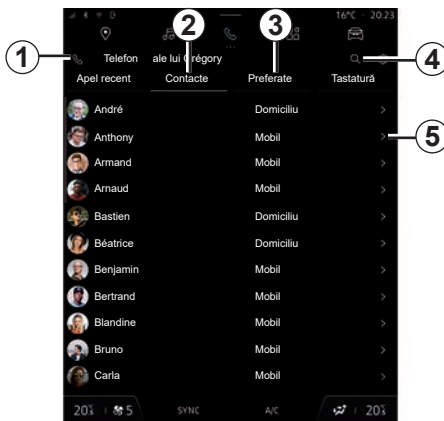 16°C · 20.23
2
3
1
Telefon ale lui Grégory
4
Apel recent Contacte Preferate Tastatură
André Domiciliu
Anthony Mobil
5
Armand Mobil
Arnaud Mobil
Bastien Domiciliu
Béatrice Domiciliu
Benjamin Mobil
Bertrand Mobil
Blandine Mobil
Bruno Mobil
Carla Mobil
20 5 SYNC A/C 20